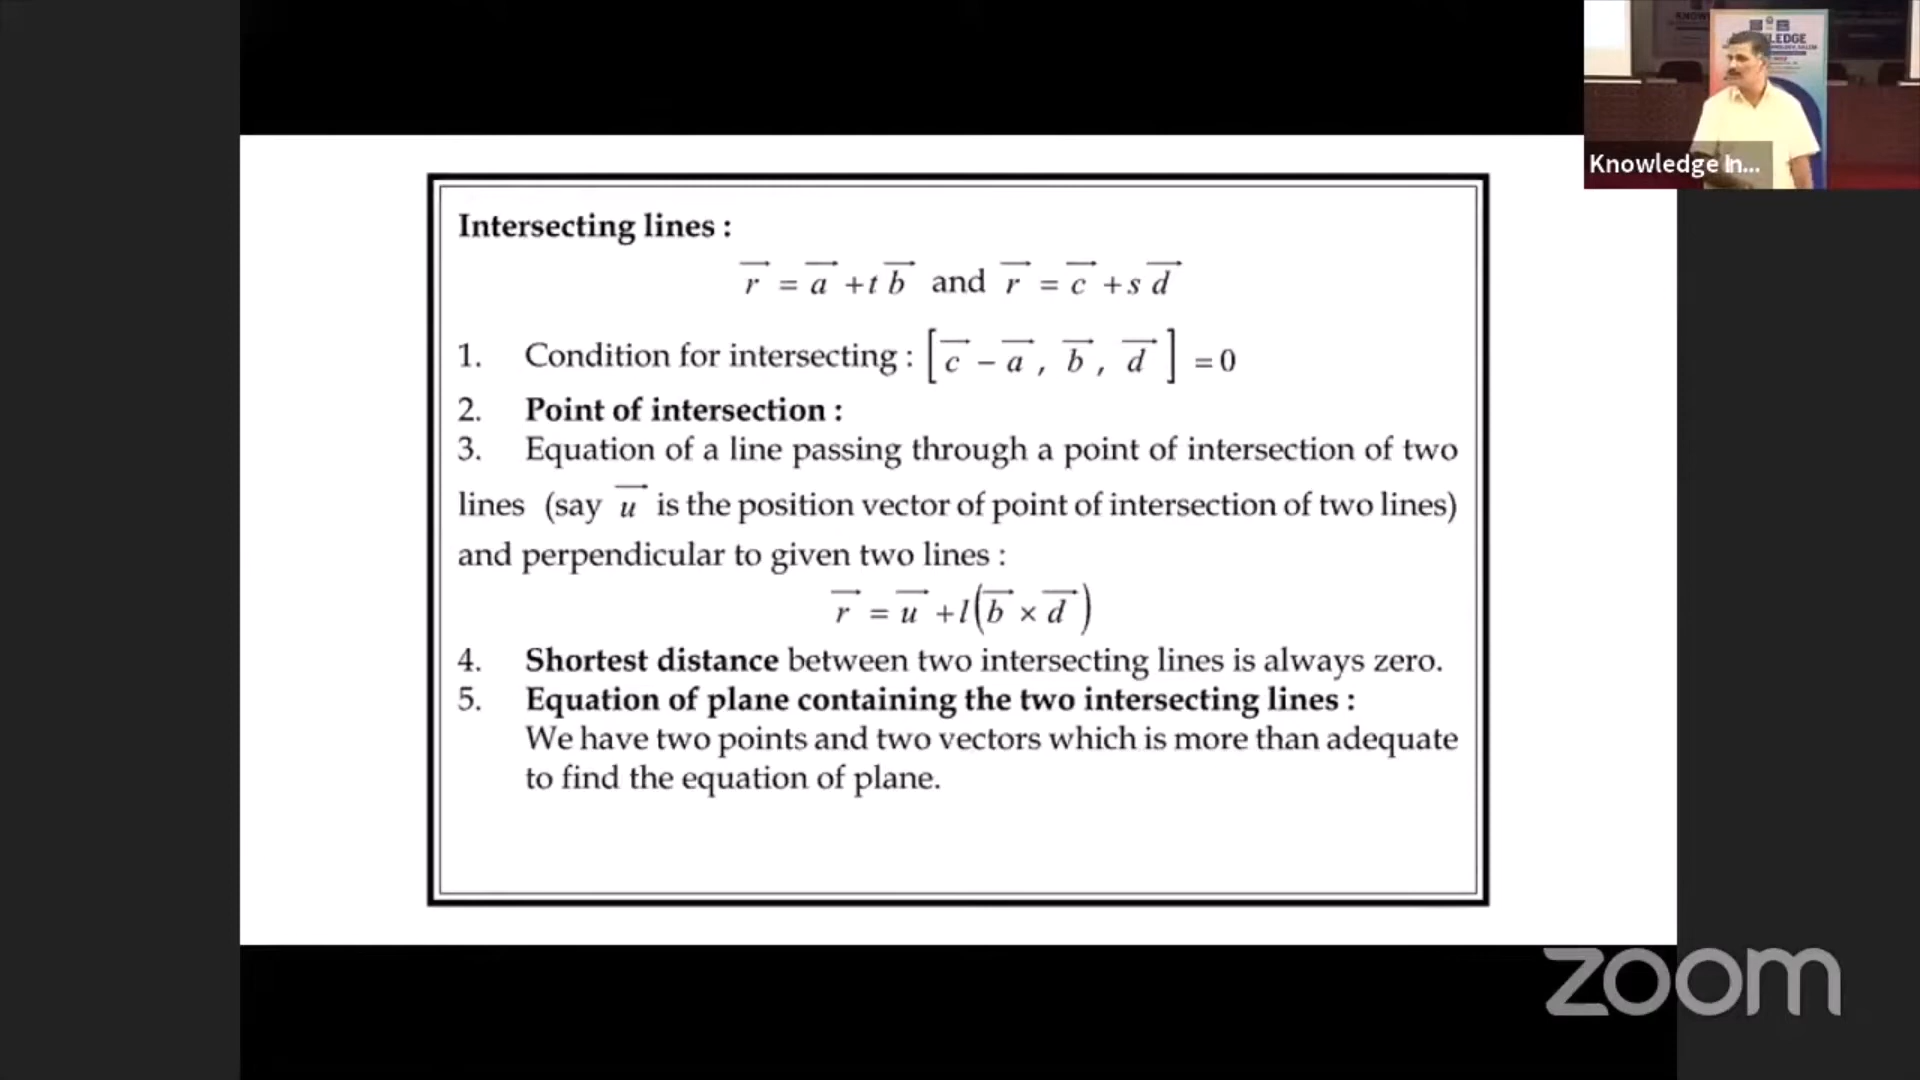 KNOW
LEDGE
Knowledge In...
Intersecting lines :
→r = →a + t →b and →r = →c + s →d
1. Condition for intersecting : [→c − →a , →b , →d ] = 0
2. Point of intersection :
3. Equation of a line passing through a point of intersection of two
lines (say →u is the position vector of point of intersection of two lines)
and perpendicular to given two lines :
→r = →u + l(→b × →d )
4. Shortest distance between two intersecting lines is always zero.
5. Equation of plane containing the two intersecting lines :
We have two points and two vectors which is more than adequate
to find the equation of plane.
zoom